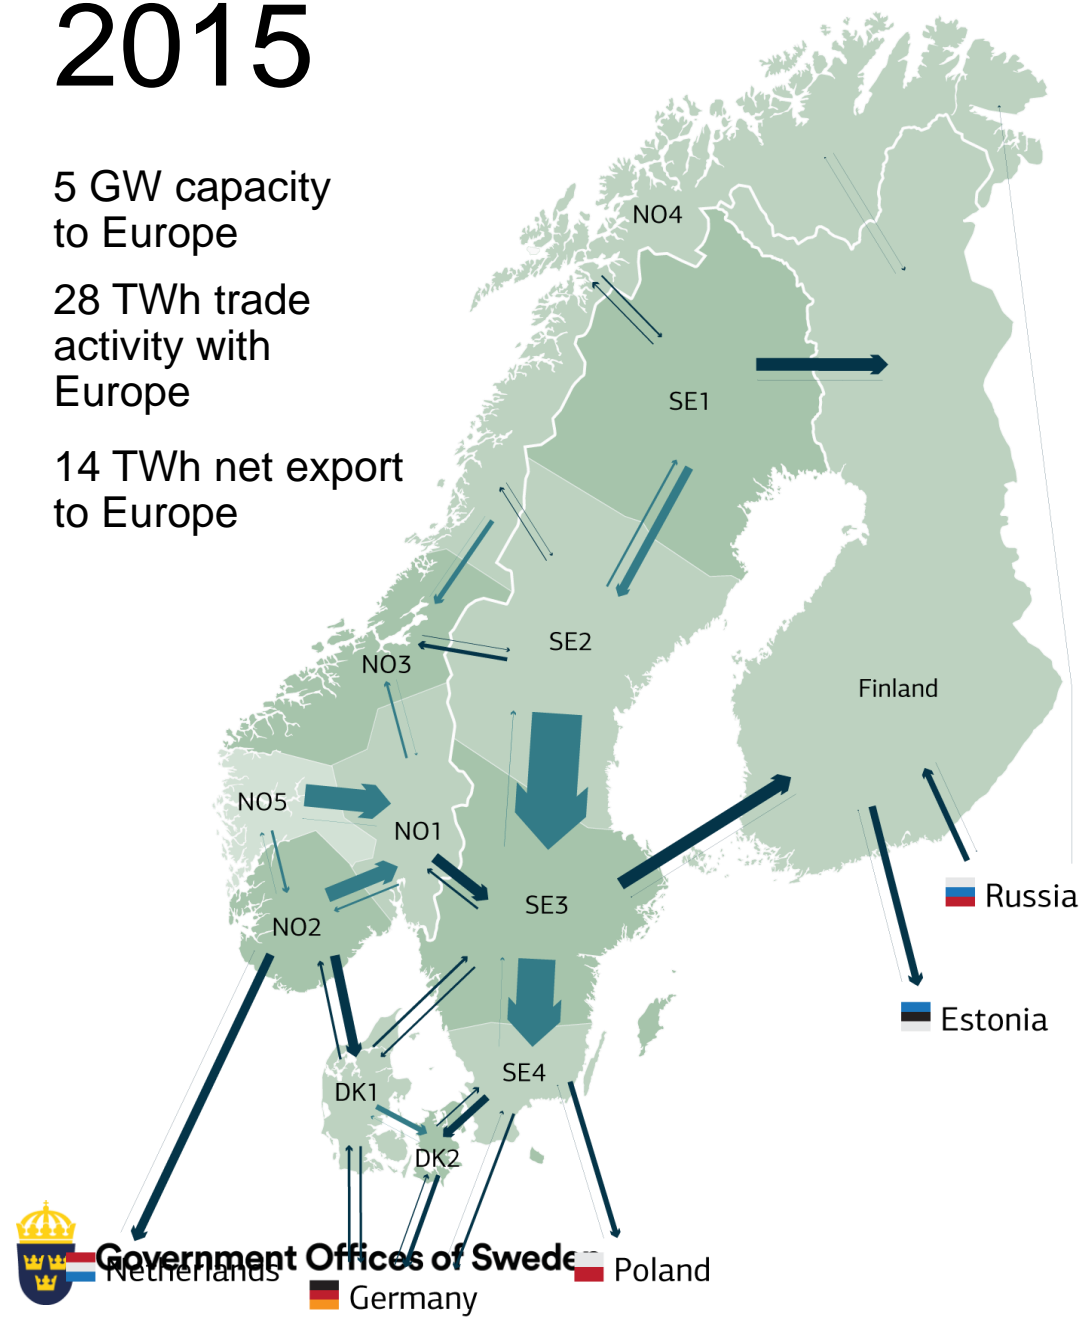 2015
5 GW capacity
to Europe
28 TWh trade
activity with
Europe
14 TWh net export
to Europe
NO4
SE1
SE2
NO3
Finland
NO5
NO1
SE3
NO2
Russia
Estonia
SE4
DK1
DK2
Government Offices of Sweden
Netherlands
Poland
Germany